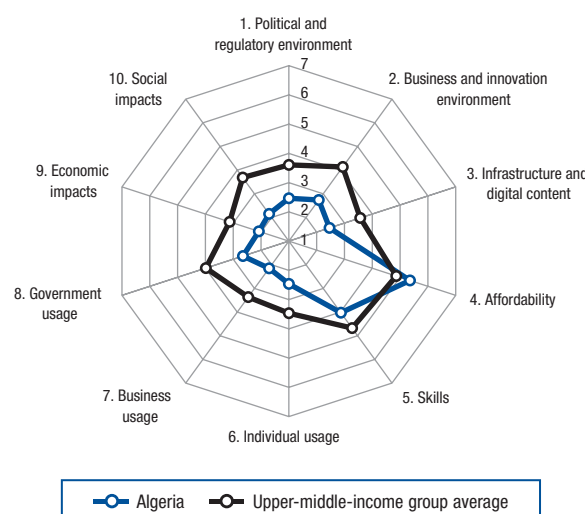 1. Political and
regulatory environment
7
6
5
4
3
2
1
2. Business and innovation
environment
3. Infrastructure and
digital content
4. Affordability
5. Skills
6. Individual usage
7. Business
usage
8. Government
usage
9. Economic
impacts
10. Social
impacts
Algeria
Upper-middle-income group average